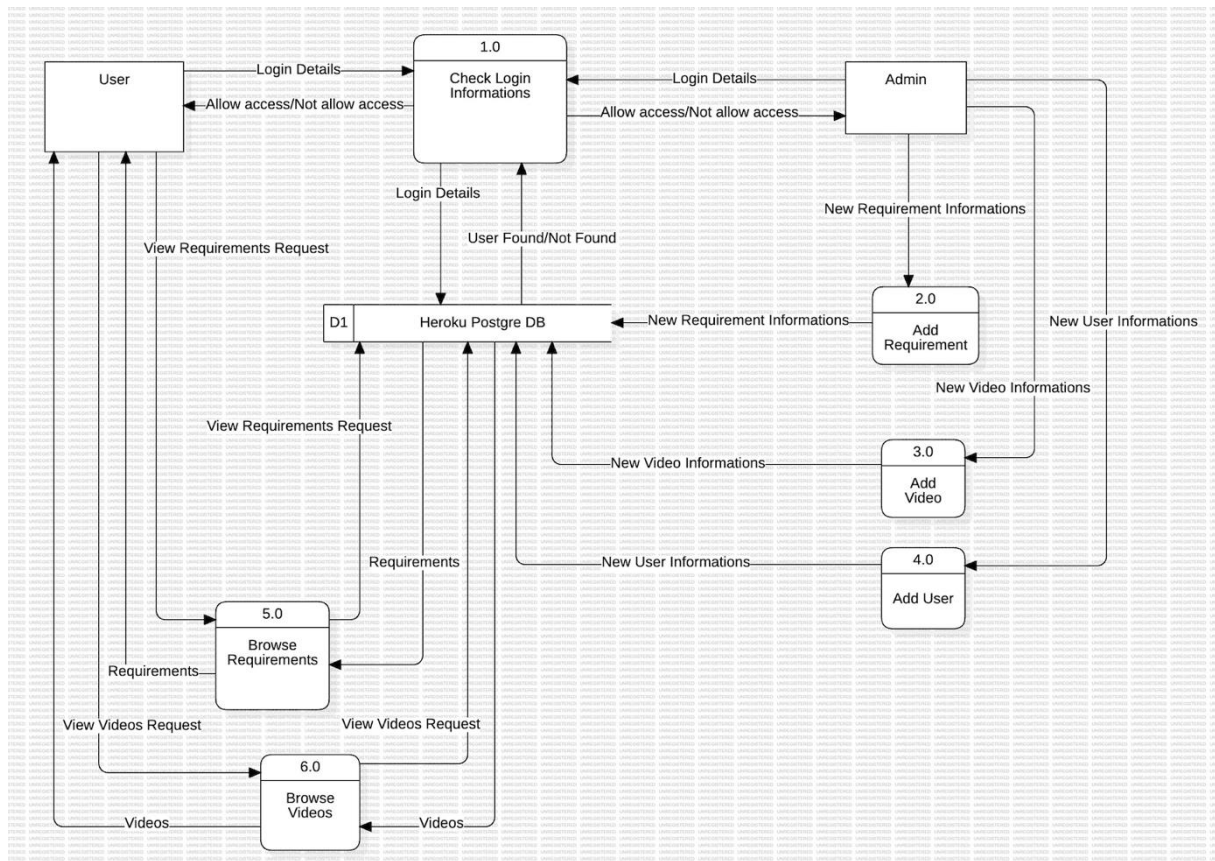 1.0
User
Login Details
Check Login
Informations
Login Details
Admin
Allow access/Not allow access
Allow access/Not allow access
Login Details
New Requirement Informations
User Found/Not Found
View Requirements Request
2.0
D1
Heroku Postgre DB
New Requirement Informations
Add
Requirement
New User Informations
New Video Informations
View Requirements Request
3.0
New Video Informations
Add
Video
Requirements
New User Informations
4.0
Add User
5.0
Browse
Requirements
Requirements
View Videos Request
View Videos Request
6.0
Browse
Videos
Videos
Videos